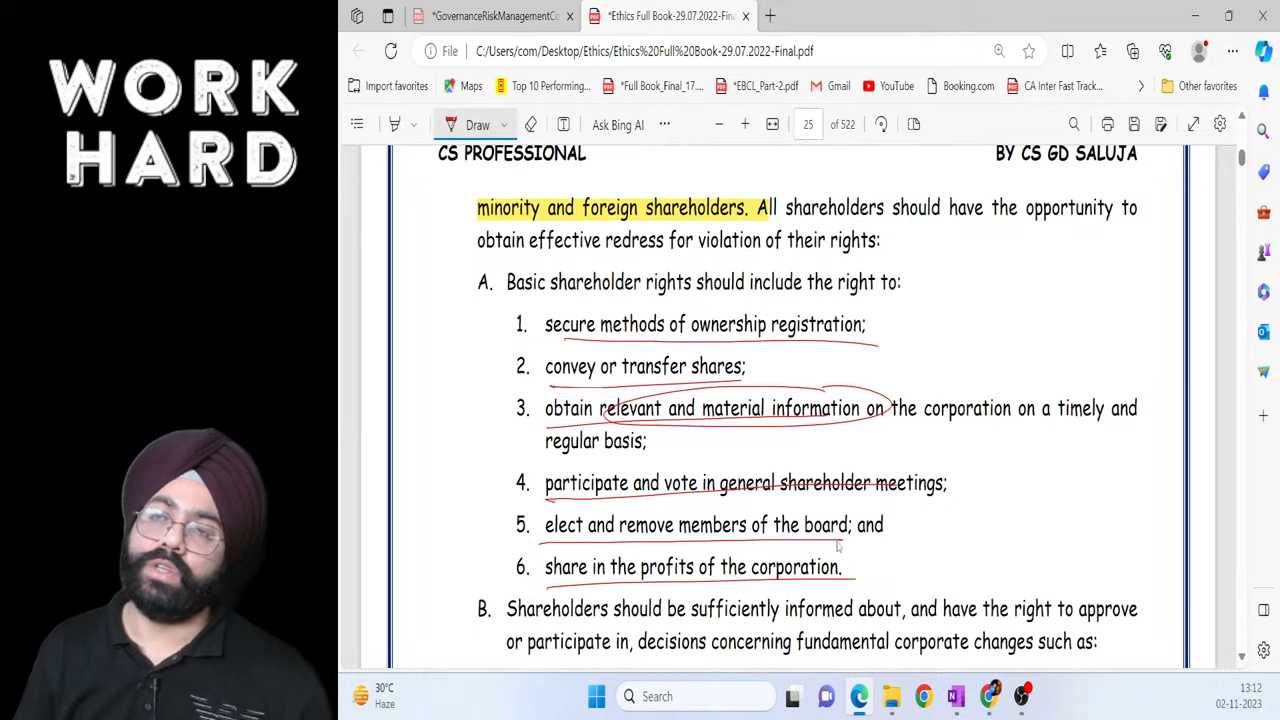 WORK
HARD
*GovernanceRiskManagementCo
*Ethics Full Book-29.07.2022-Final.
File
C:/Users/com/Desktop/Ethics/Ethics%20Full%20Book-29.07.2022-Final.pdf
Import favorites
Maps
Top 10 Performing...
*Full Book_Final_17....
*EBCL_Part-2.pdf
Gmail
YouTube
Booking.com
CA Inter Fast Track...
Other favorites
Draw
Ask Bing AI
25
of 522
CS PROFESSIONAL
BY CS GD SALUJA
minority and foreign shareholders. All shareholders should have the opportunity to
obtain effective redress for violation of their rights:
A. Basic shareholder rights should include the right to:
1. secure methods of ownership registration;
2. convey or transfer shares;
3. obtain relevant and material information on the corporation on a timely and
regular basis;
4. participate and vote in general shareholder meetings;
5. elect and remove members of the board; and
6. share in the profits of the corporation.
B. Shareholders should be sufficiently informed about, and have the right to approve
or participate in, decisions concerning fundamental corporate changes such as:
30°C
Haze
Search
13:12
02-11-2023